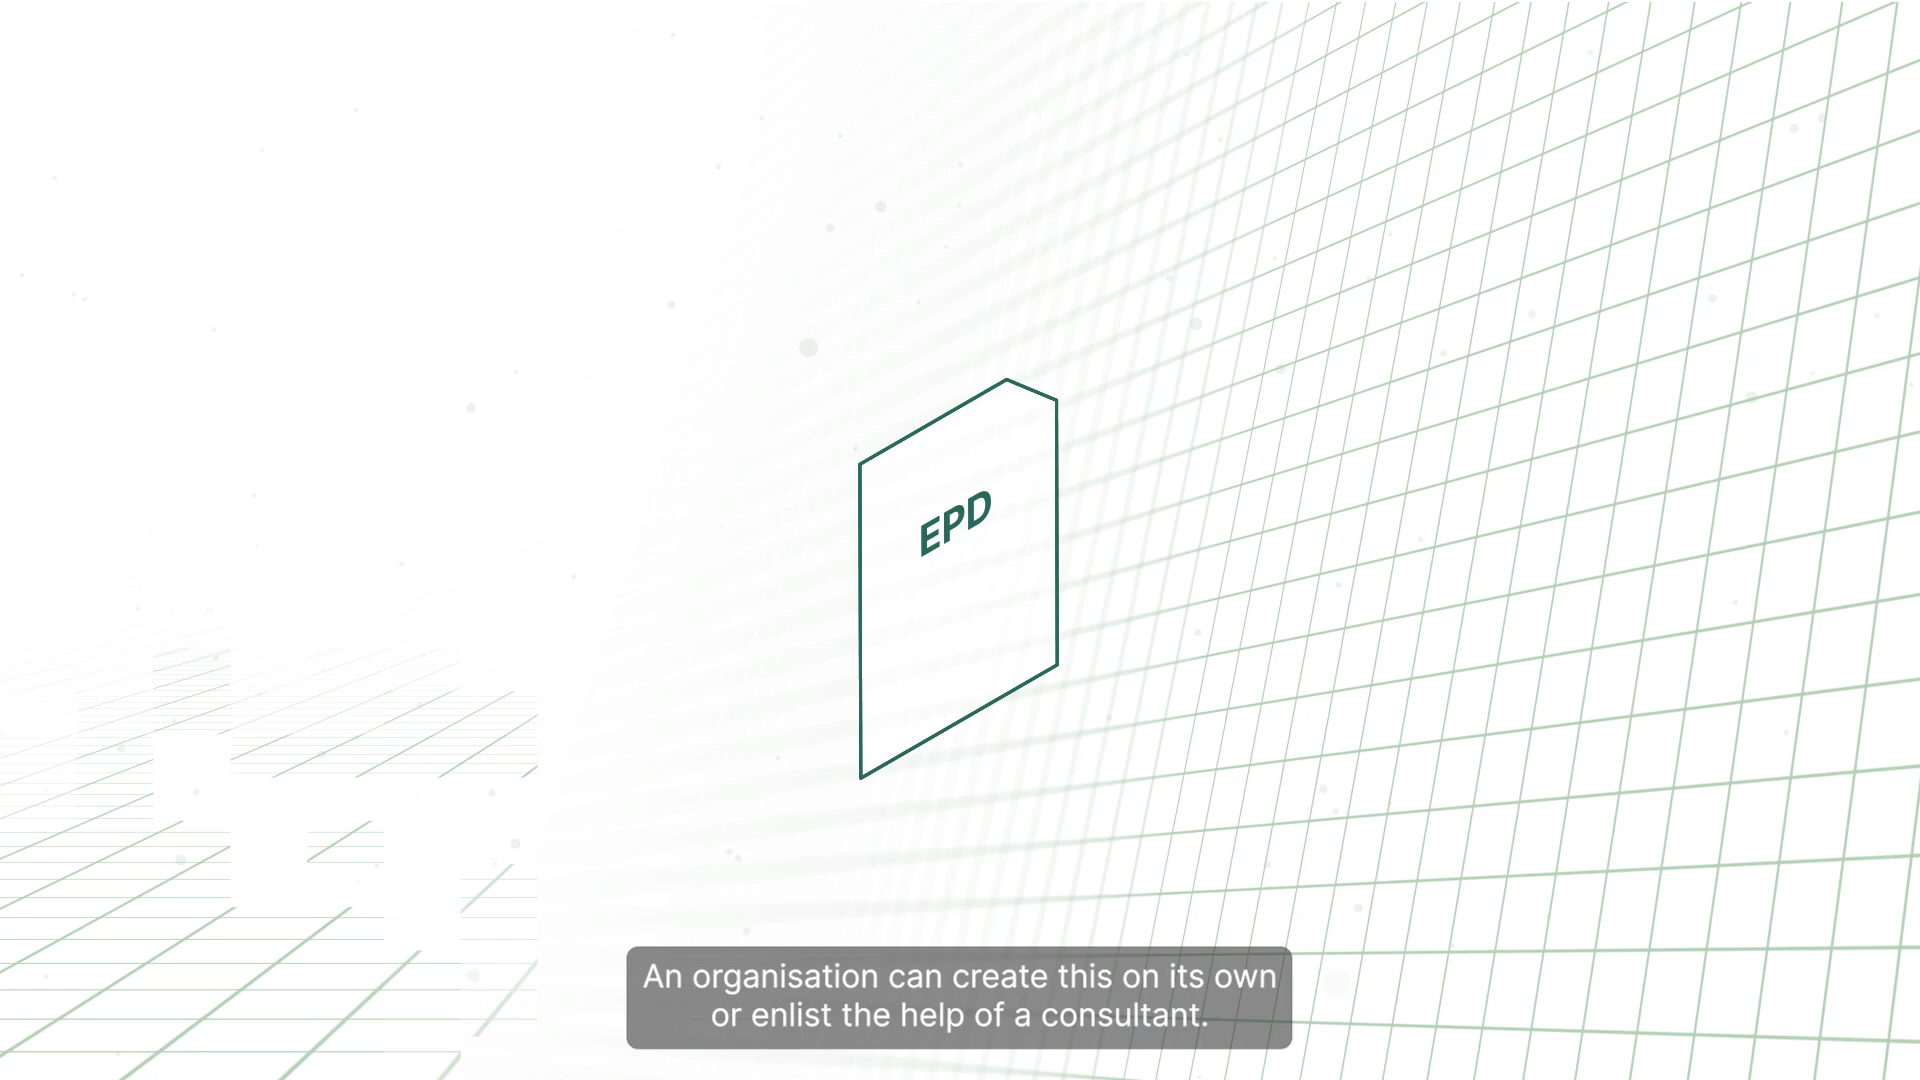 EPD
An organisation can create this on its own
or enlist the help of a consultant.